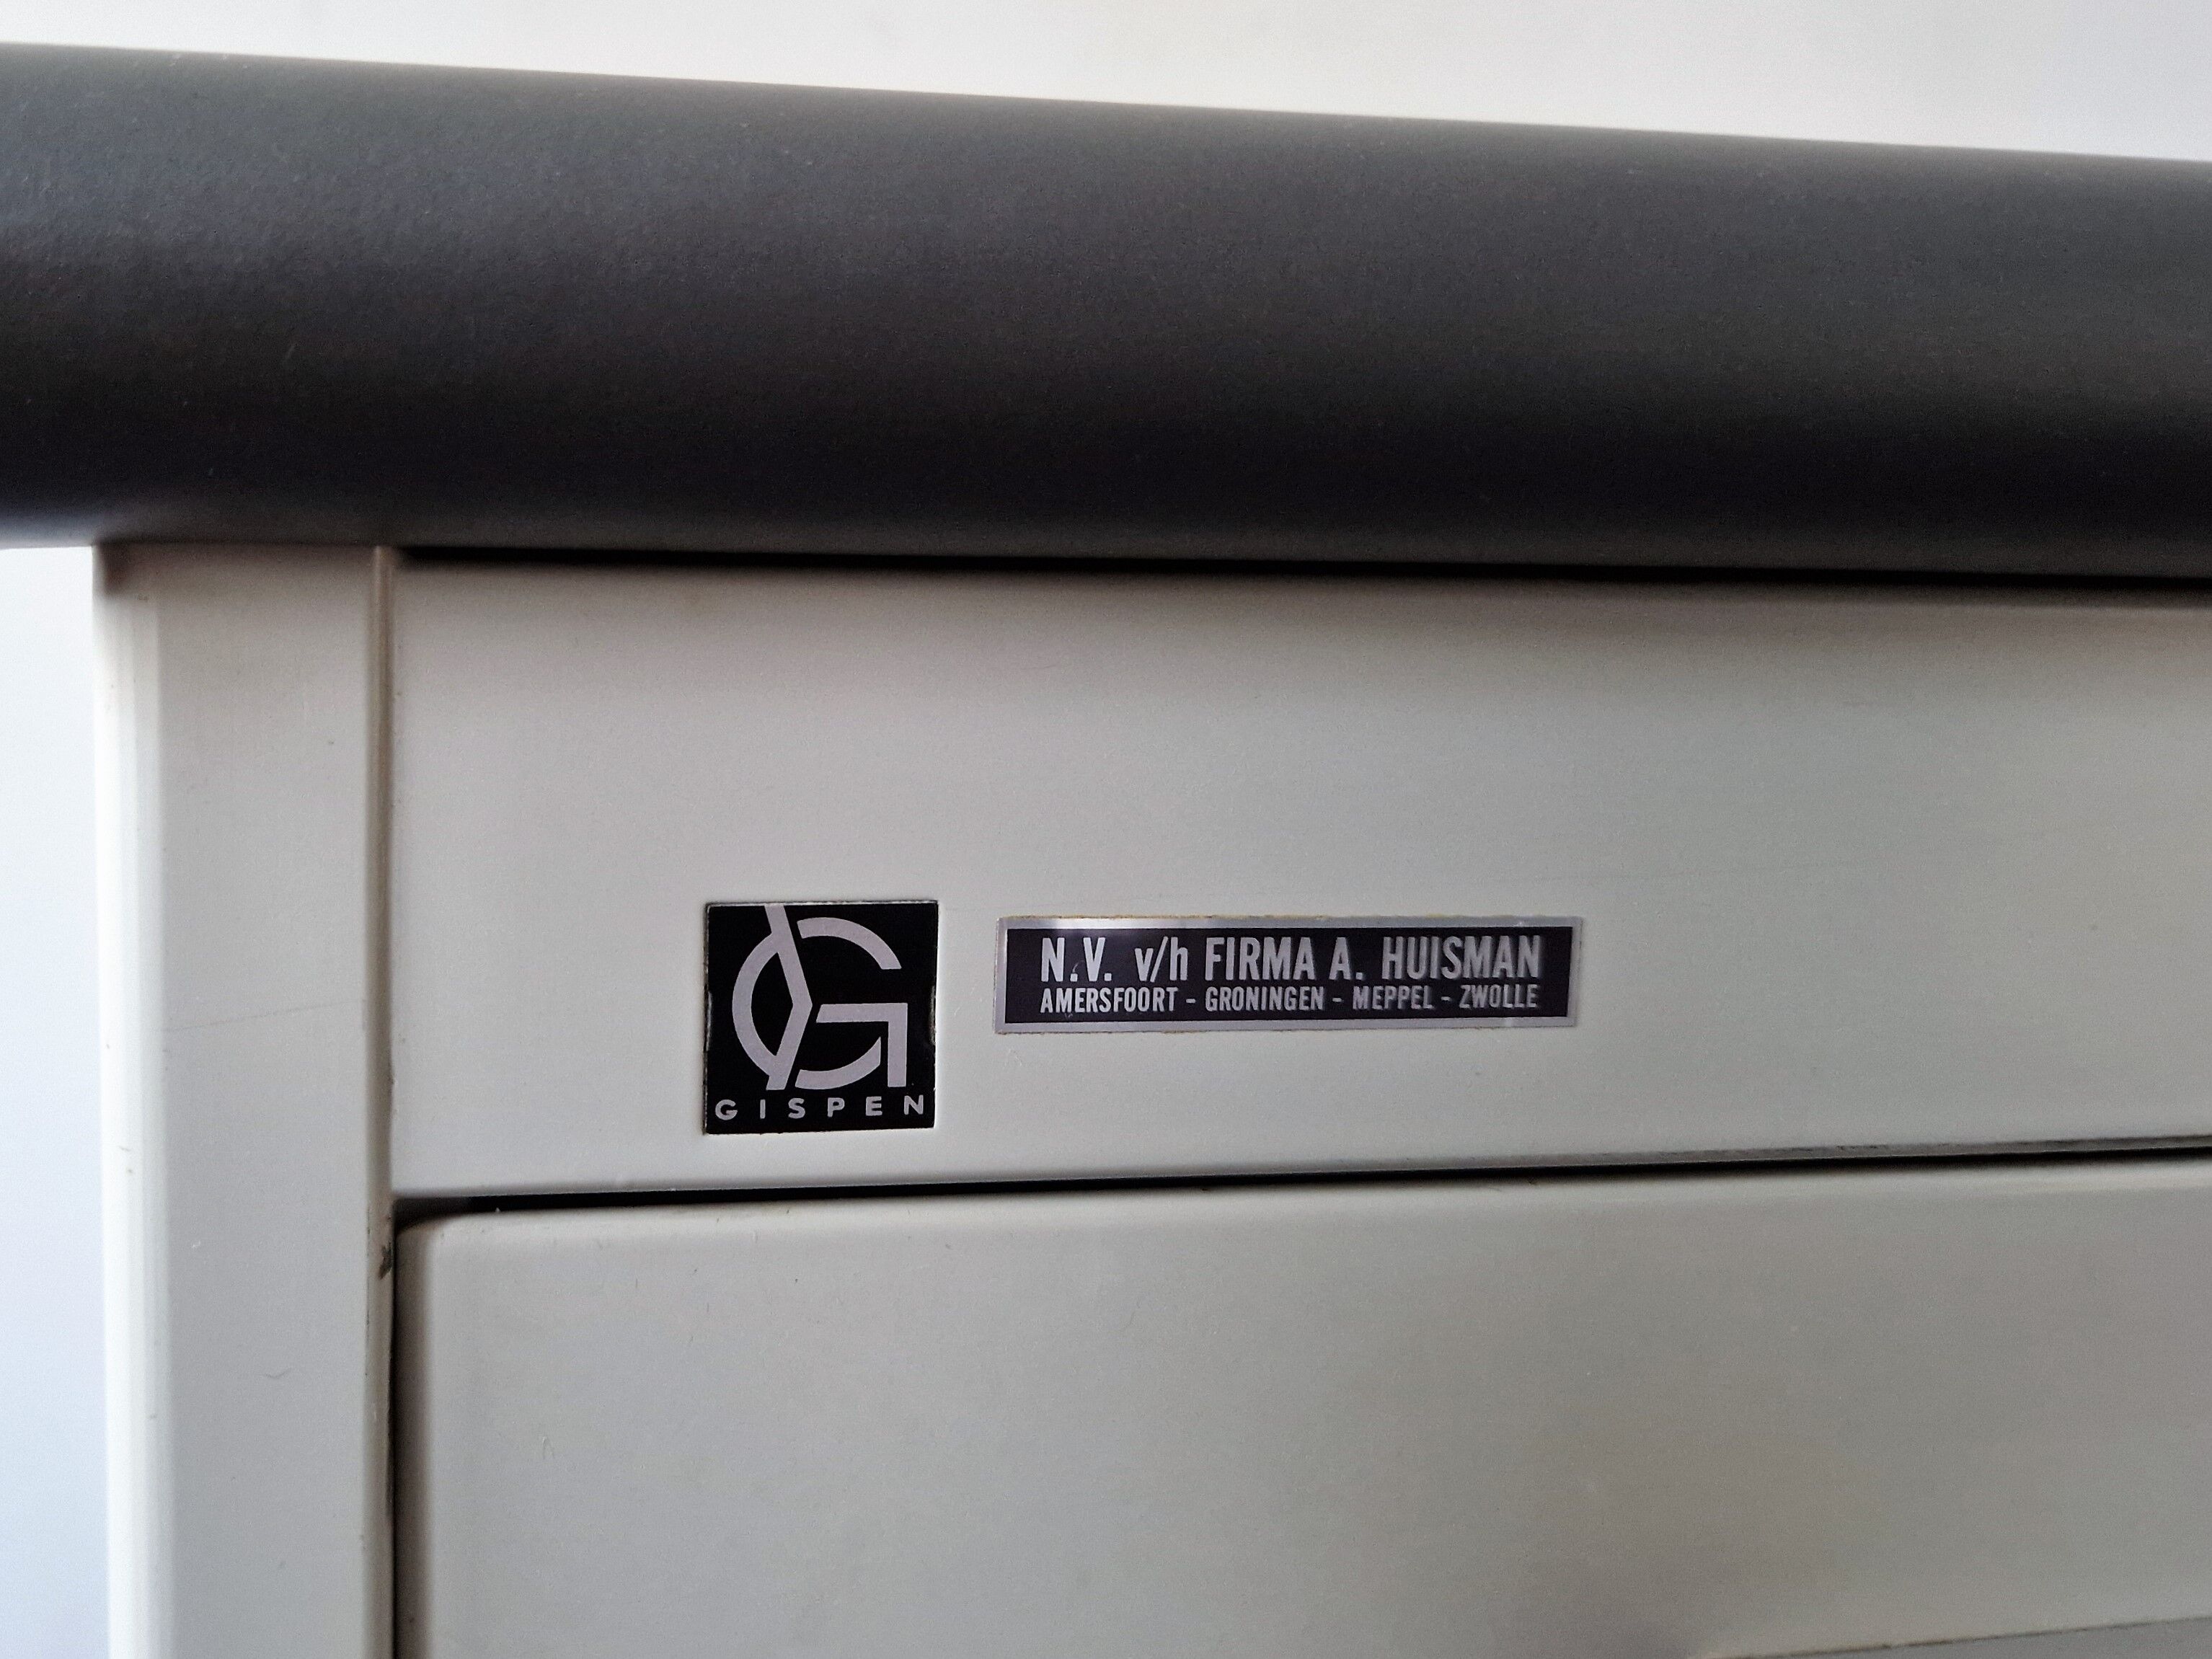 GISPEN
N.V. v/h FIRMA A. HUISMAN
AMERSFOORT - GRONINGEN - MEPPEL - ZWOLLE